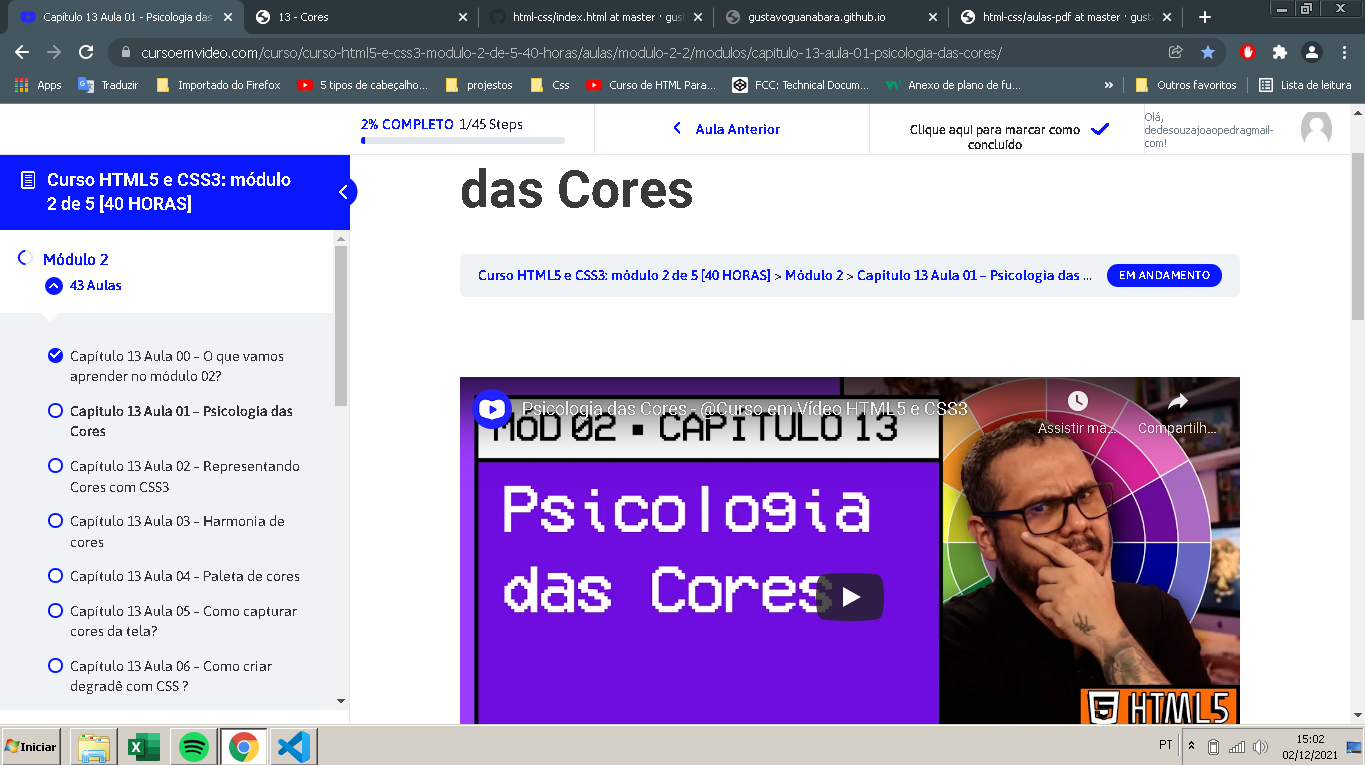 Capítulo 13 Aula 01 - Psicologia das
13 - Cores
html-css/index.html at master · gust
gustavoguanabara.github.io
html-css/aulas-pdf at master · gusta
cursoemvideo.com/curso/curso-html5-e-css3-modulo-2-de-5-40-horas/aulas/modulo-2-2/modulos/capitulo-13-aula-01-psicologia-das-cores/
Apps
Traduzir
Importado do Firefox
5 tipos de cabeçalho...
projestos
Css
Curso de HTML Para...
FCC: Technical Docum...
Anexo de plano de fu...
»
Outros favoritos
Lista de leitura
2% COMPLETO 1/45 Steps
Aula Anterior
Clique aqui para marcar como
concluído
Olá,
dedesouzajoaopedragmail-
com!
Curso HTML5 e CSS3: módulo
2 de 5 [40 HORAS]
Módulo 2
43 Aulas
Capítulo 13 Aula 00 – O que vamos
aprender no módulo 02?
Capítulo 13 Aula 01 – Psicologia das
Cores
Capítulo 13 Aula 02 – Representando
Cores com CSS3
Capítulo 13 Aula 03 – Harmonia de
cores
Capítulo 13 Aula 04 – Paleta de cores
Capítulo 13 Aula 05 – Como capturar
cores da tela?
Capítulo 13 Aula 06 – Como criar
degradê com CSS ?
das Cores
Curso HTML5 e CSS3: módulo 2 de 5 [40 HORAS] > Módulo 2 > Capítulo 13 Aula 01 – Psicologia das ...
EM ANDAMENTO
Psicologia das Cores - @Curso em Vídeo HTML5 e CSS3
Assistir ma...
Compartilh...
MÓD 02 ▪ CAPÍTULO 13
Psicologia
das Cores
HTML5
Iniciar
PT
15:02
02/12/2021